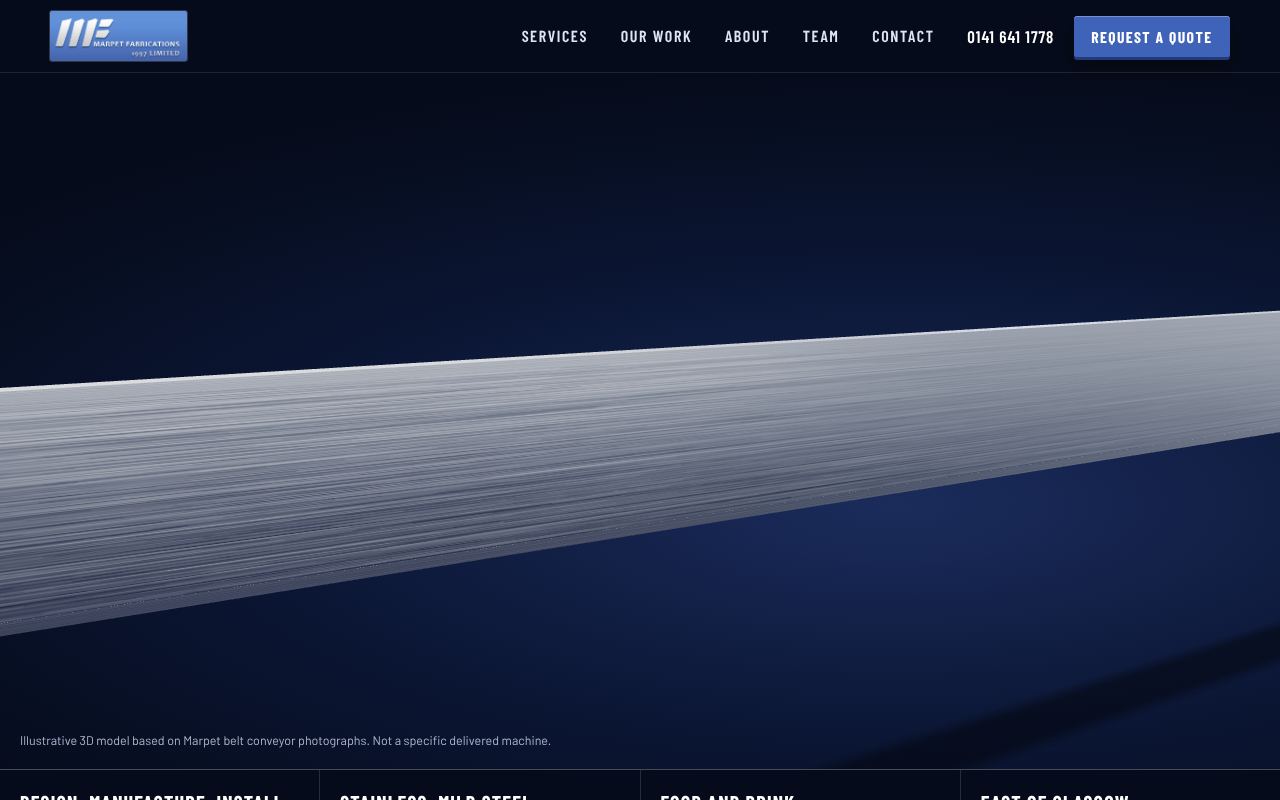 MARPET FABRICATIONS
1997 LIMITED
SERVICES
OUR WORK
ABOUT
TEAM
CONTACT
0141 641 1778
REQUEST A QUOTE
Illustrative 3D model based on Marpet belt conveyor photographs. Not a specific delivered machine.